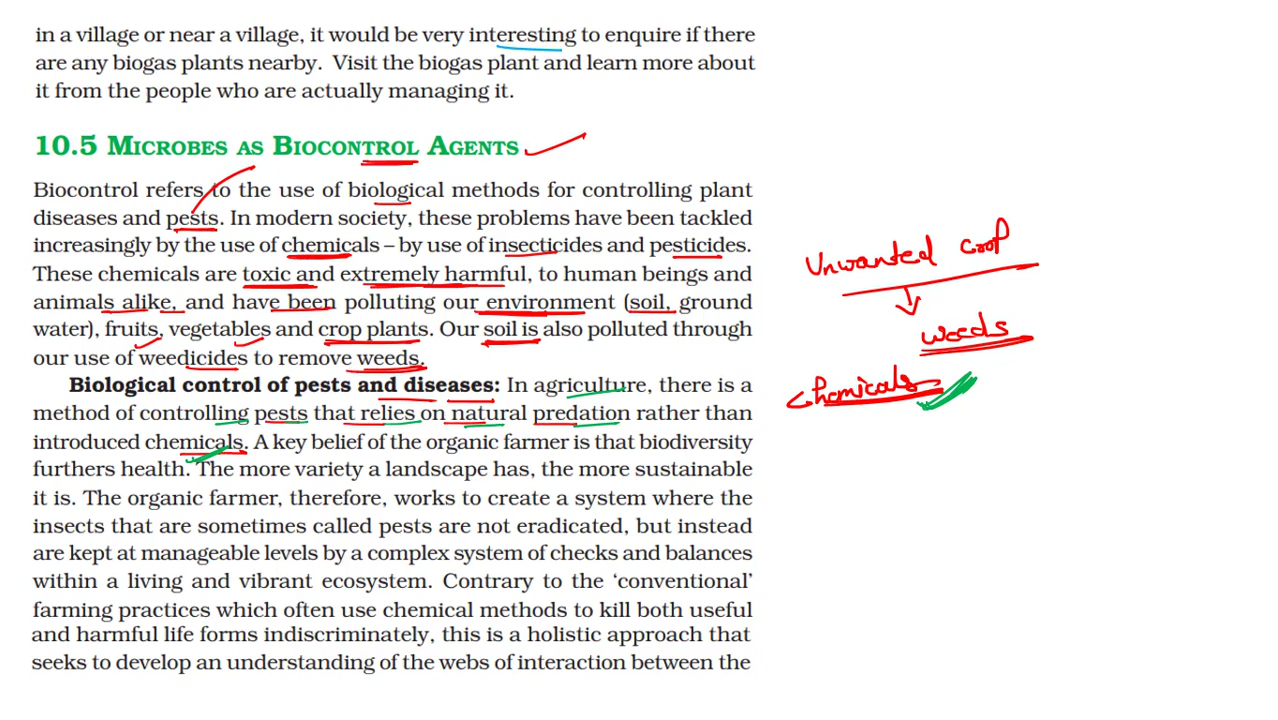 in a village or near a village, it would be very interesting to enquire if there
are any biogas plants nearby. Visit the biogas plant and learn more about
it from the people who are actually managing it.
10.5 MICROBES AS BIOCONTROL AGENTS
Biocontrol refers to the use of biological methods for controlling plant
diseases and pests. In modern society, these problems have been tackled
increasingly by the use of chemicals – by use of insecticides and pesticides.
These chemicals are toxic and extremely harmful, to human beings and
animals alike, and have been polluting our environment (soil, ground
water), fruits, vegetables and crop plants. Our soil is also polluted through
our use of weedicides to remove weeds.
Biological control of pests and diseases: In agriculture, there is a
method of controlling pests that relies on natural predation rather than
introduced chemicals. A key belief of the organic farmer is that biodiversity
furthers health. The more variety a landscape has, the more sustainable
it is. The organic farmer, therefore, works to create a system where the
insects that are sometimes called pests are not eradicated, but instead
are kept at manageable levels by a complex system of checks and balances
within a living and vibrant ecosystem. Contrary to the ‘conventional’
farming practices which often use chemical methods to kill both useful
and harmful life forms indiscriminately, this is a holistic approach that
seeks to develop an understanding of the webs of interaction between the
Unwanted crop
weeds
chemicals